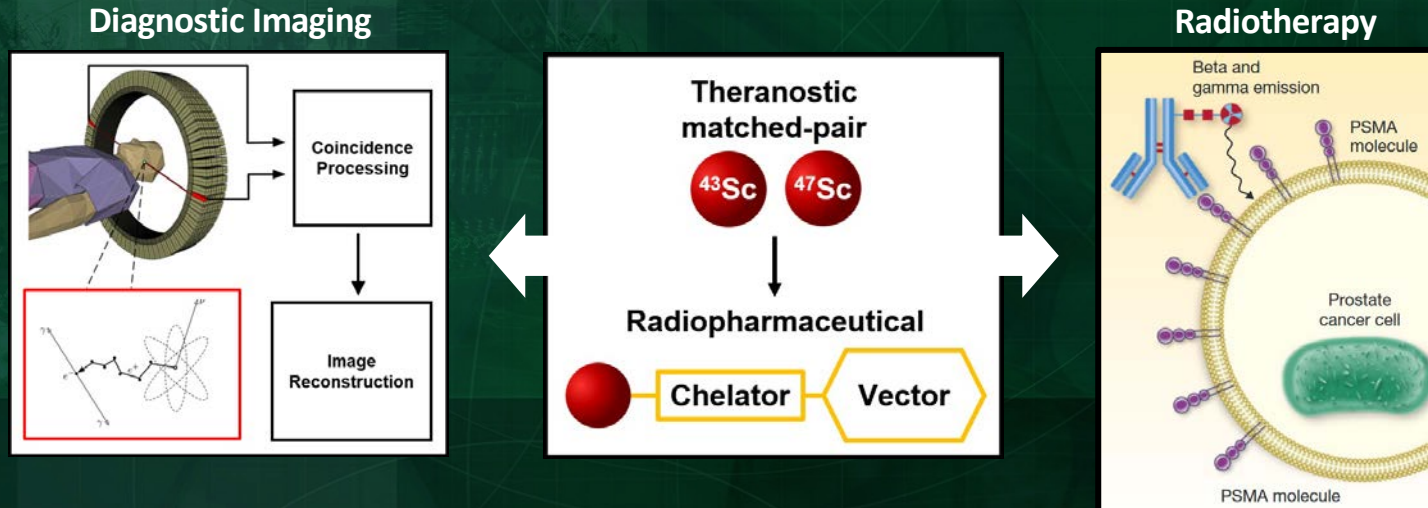 Diagnostic Imaging
Coincidence
Processing
Image
Reconstruction
Theranostic
matched-pair
⁴³Sc
⁴⁷Sc
Radiopharmaceutical
Chelator
Vector
Radiotherapy
Beta and
gamma emission
PSMA
molecule
Prostate
cancer cell
PSMA molecule